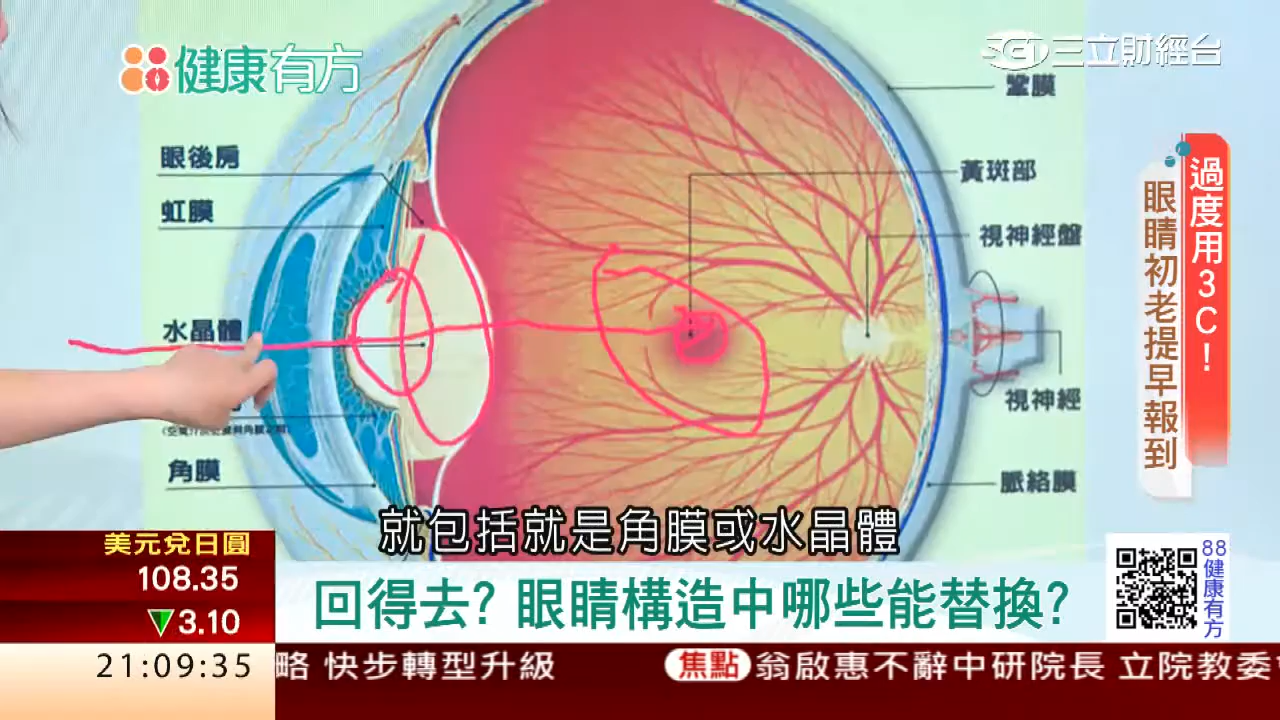 健康有方
SET 三立財經台
鞏膜
眼後房
黃斑部
虹膜
視神經盤
水晶體
視神經
角膜
脈絡膜
過度用3C!
眼睛初老提早報到
就包括就是角膜或水晶體
美元兌日圓
108.35
▼3.10
回得去?眼睛構造中哪些能替換?
88健康有方
21:09:35
略 快步轉型升級
焦點 翁啟惠不辭中研院長 立院教委